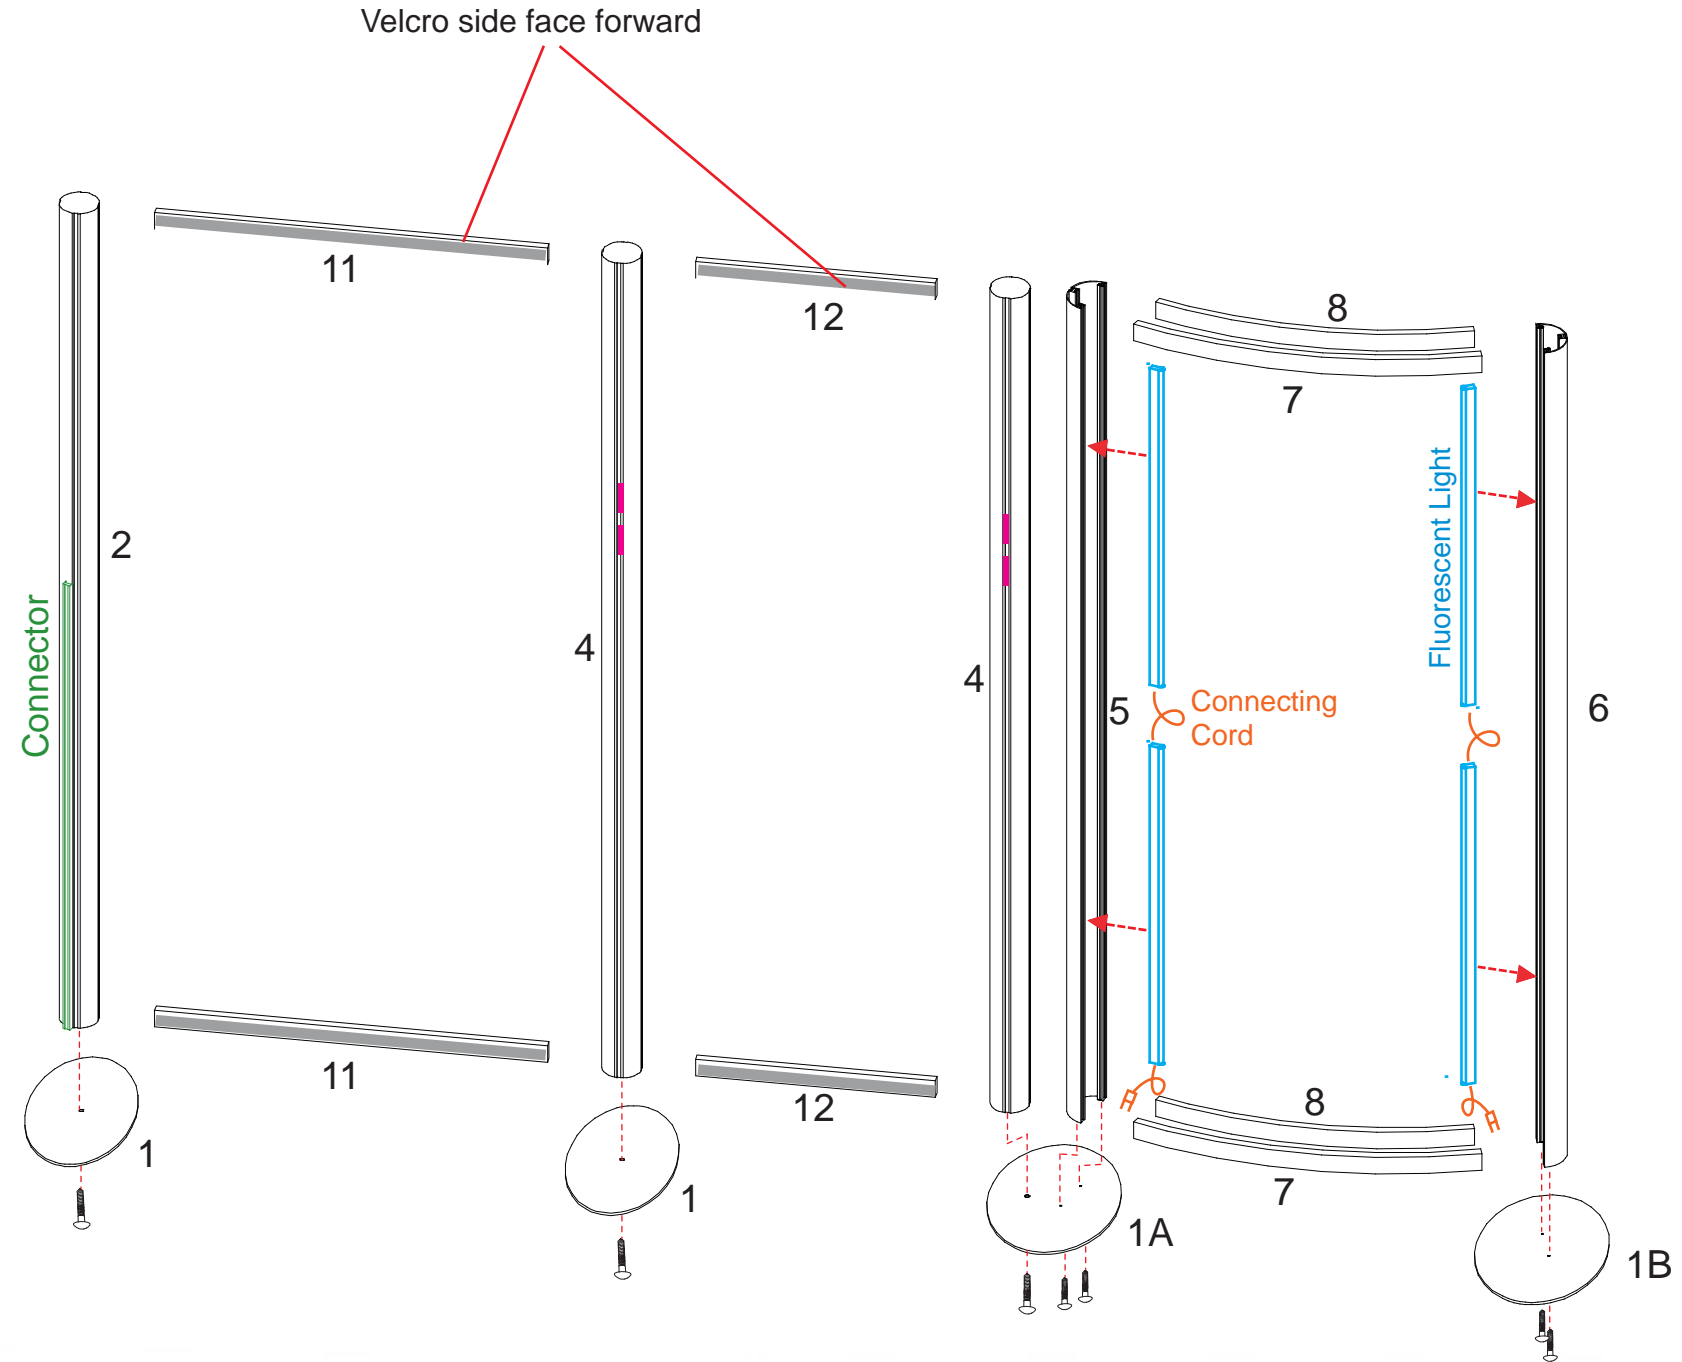 Velcro side face forward
11
12
8
7
2
Connector
4
4
5
Fluorescent Light
Connecting
Cord
6
11
12
8
7
1
1
1A
1B